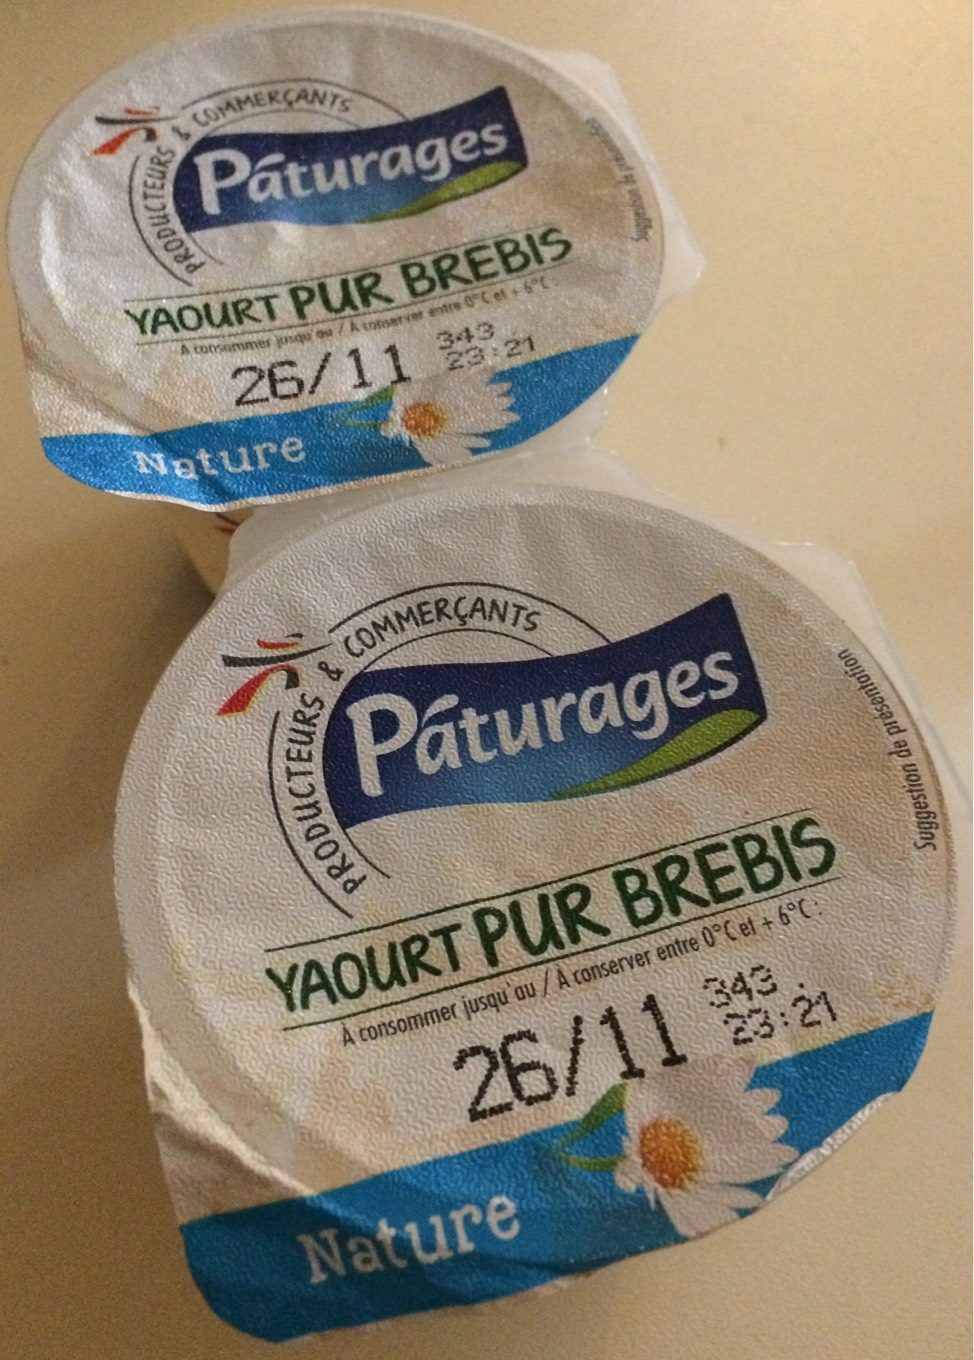 PRODUCTEURS & COMMERÇANTS
Pâturages
Suggestion de présentation
YAOURT PUR BREBIS
A consommer jusqu'au / À conserver entre 0°C et + 6°C :
26/11
343
23:21
Nature
PRODUCTEURS & COMMERÇANTS
Pâturages
Suggestion de présentation
YAOURT PUR BREBIS
À consommer jusqu'au / À conserver entre 0°C et + 6°C :
26/11
343
23:21
Nature